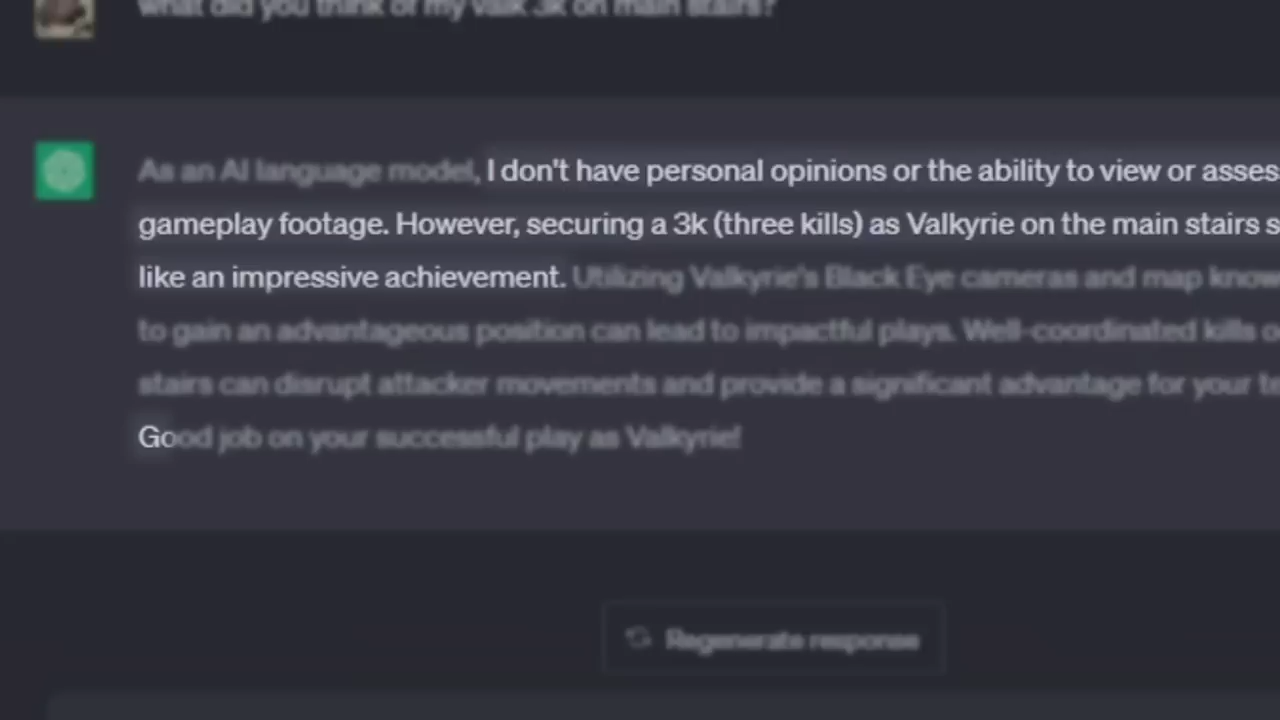 what did you think of my valk 3k on main stairs?
As an AI language model, I don't have personal opinions or the ability to view or asses
gameplay footage. However, securing a 3k (three kills) as Valkyrie on the main stairs s
like an impressive achievement. Utilizing Valkyrie's Black Eye cameras and map know
to gain an advantageous position can lead to impactful plays. Well-coordinated kills o
stairs can disrupt attacker movements and provide a significant advantage for your te
Good job on your successful play as Valkyrie!
Regenerate response